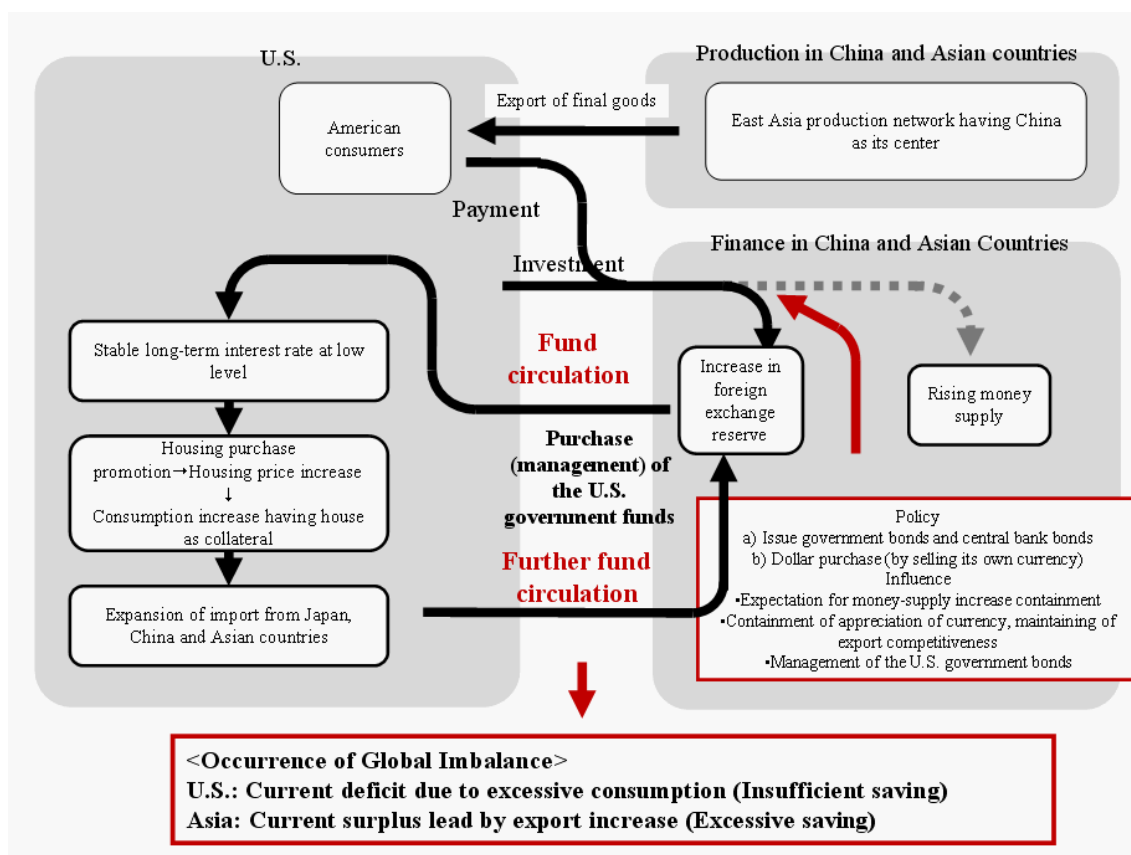 U.S.
Production in China and Asian countries
American
consumers
Export of final goods
East Asia production network having China
as its center
Payment
Finance in China and Asian Countries
Investment
Stable long-term interest rate at low
level
Fund
circulation
Increase in
foreign
exchange
reserve
Rising money
supply
Housing purchase
promotion→Housing price increase
↓
Consumption increase having house
as collateral
Purchase
(management) of
the U.S.
government funds
Further fund
circulation
Expansion of import from Japan,
China and Asian countries
Policy
a) Issue government bonds and central bank bonds
b) Dollar purchase (by selling its own currency)
Influence
▪Expectation for money-supply increase containment
▪Containment of appreciation of currency, maintaining of
export competitiveness
▪Management of the U.S. government bonds
<Occurrence of Global Imbalance>
U.S.: Current deficit due to excessive consumption (Insufficient saving)
Asia: Current surplus lead by export increase (Excessive saving)